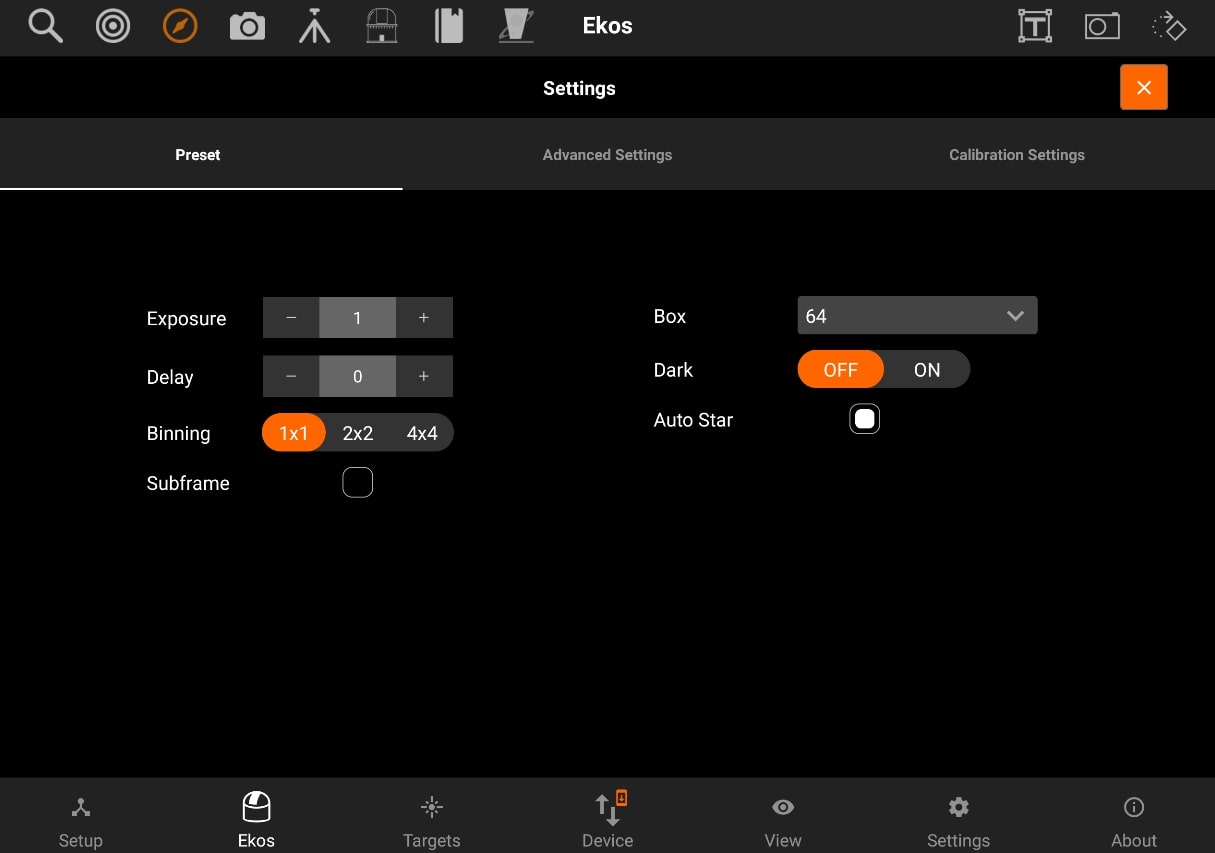 Ekos
T
Settings
Preset Advanced Settings Calibration Settings
Exposure − 1 +
Delay − 0 +
Binning 1x1 2x2 4x4
Subframe
Box 64
Dark OFF ON
Auto Star
Setup Ekos Targets Device View Settings About